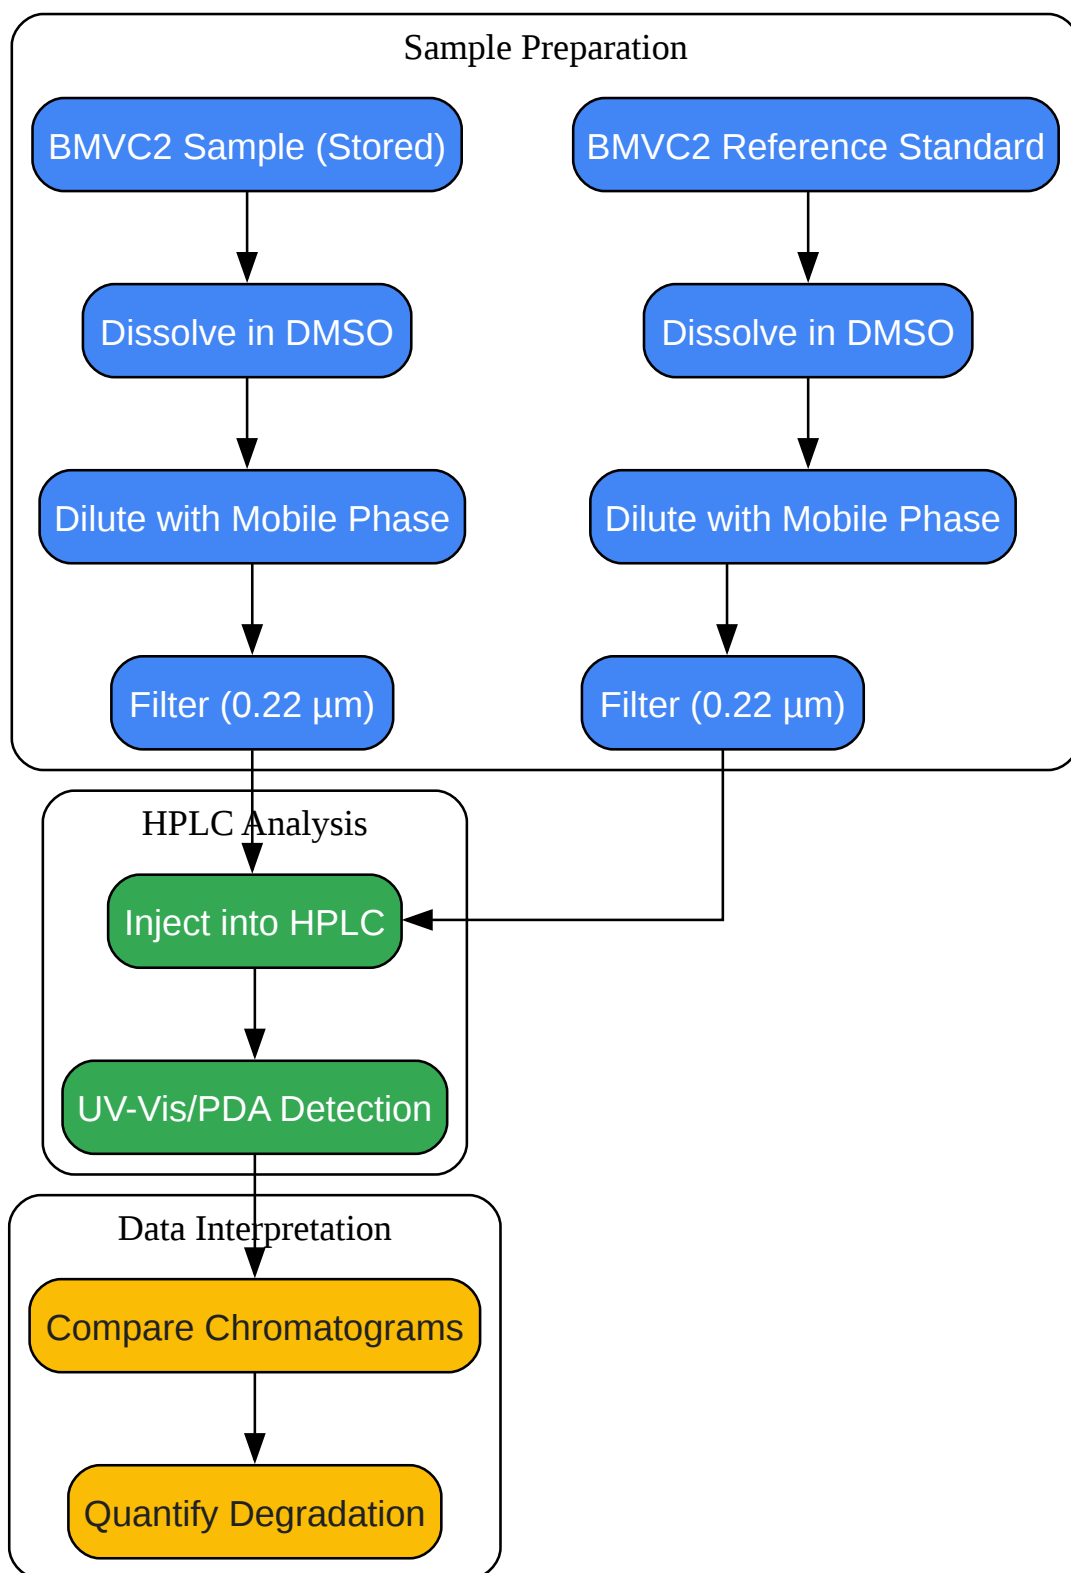 Sample Preparation
BMVC2 Sample (Stored)
BMVC2 Reference Standard
Dissolve in DMSO
Dissolve in DMSO
Dilute with Mobile Phase
Dilute with Mobile Phase
Filter (0.22 µm)
Filter (0.22 µm)
HPLC Analysis
Inject into HPLC
UV-Vis/PDA Detection
Data Interpretation
Compare Chromatograms
Quantify Degradation